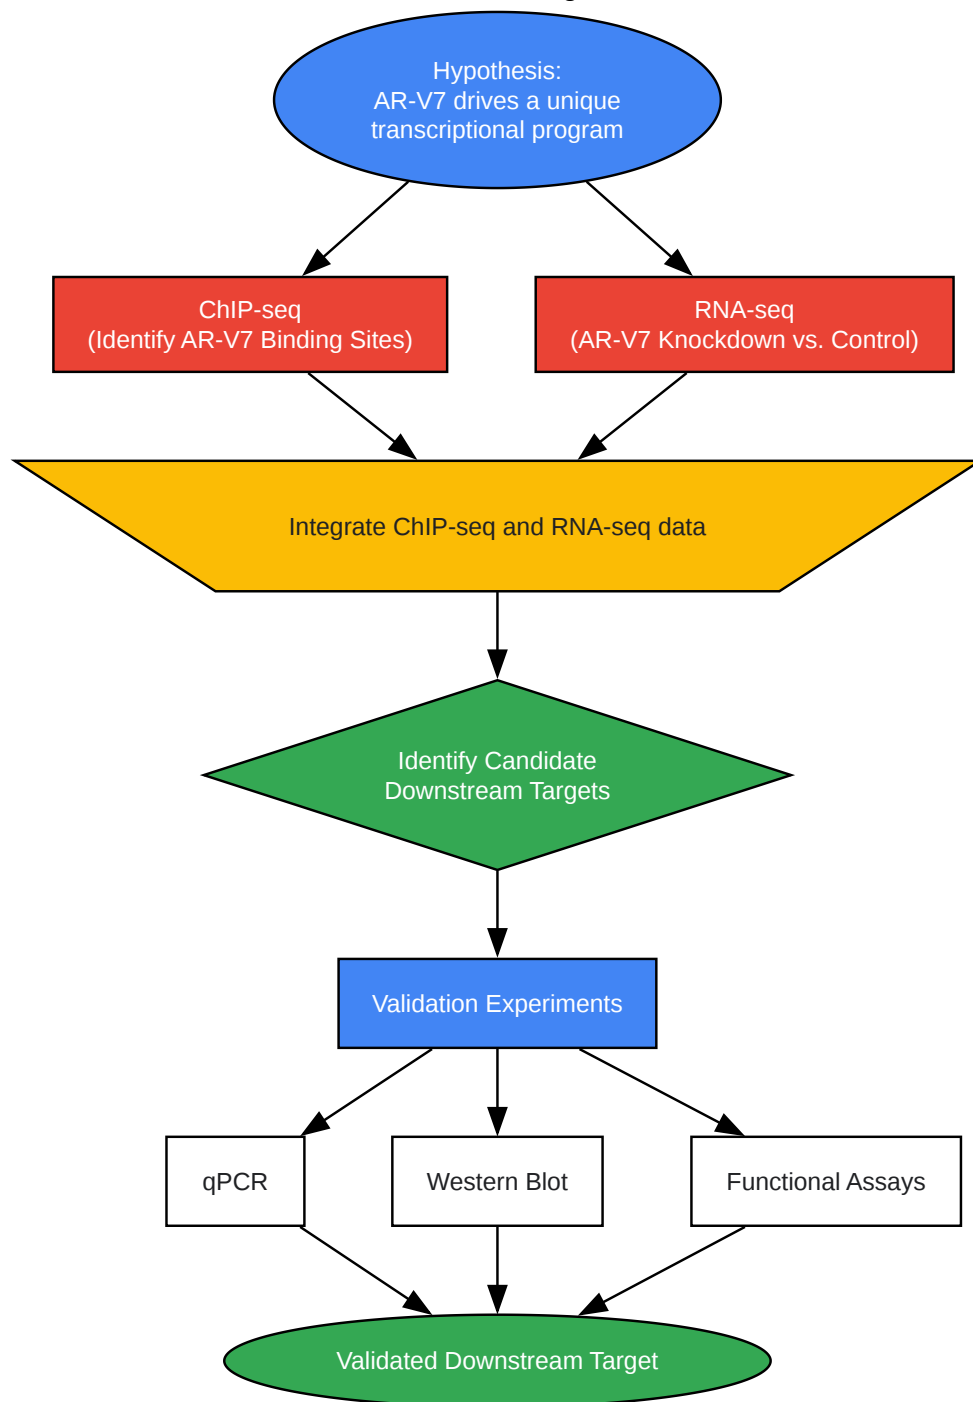 Hypothesis:
AR-V7 drives a unique
transcriptional program
ChIP-seq
(Identify AR-V7 Binding Sites)
RNA-seq
(AR-V7 Knockdown vs. Control)
Integrate ChIP-seq and RNA-seq data
Identify Candidate
Downstream Targets
Validation Experiments
qPCR
Western Blot
Functional Assays
Validated Downstream Target